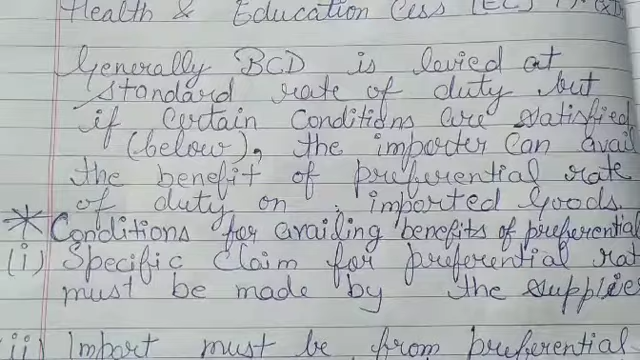 Health & Education Cess (EC)
Generally BCD is levied at
standard rate of duty but
if certain conditions are satisfied
(below), the importer can avail
the benefit of preferential rate
of duty on imported goods.
* Conditions for availing benefits of preferential
(i) Specific Claim for preferential rat
must be made by the supplier
ii) Import must be from preferential